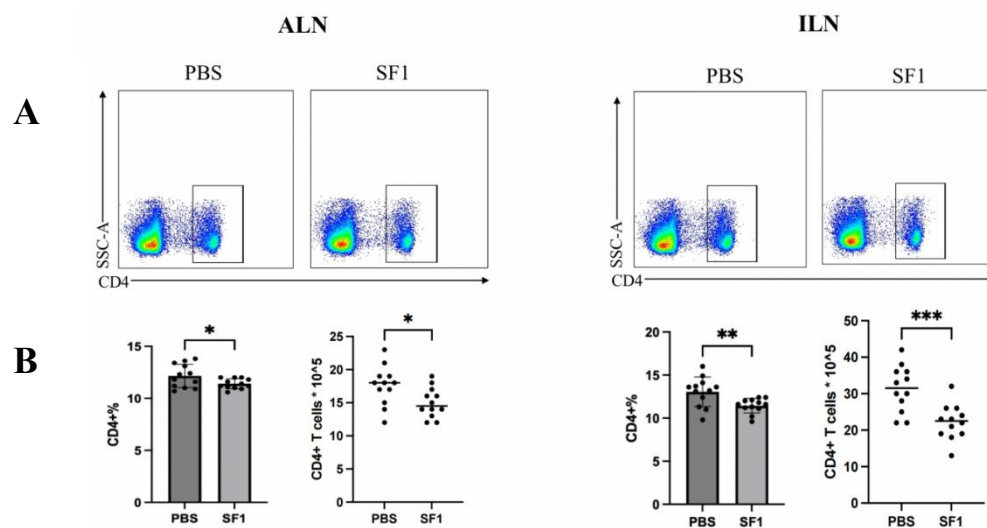 ALN
ILN
PBS
SF1
PBS
SF1
A
SSC-A
CD4
SSC-A
CD4
B
*
CD4+%
15
10
5
0
PBS
SF1
*
CD4+ T cells * 10^5
25
20
15
10
5
0
PBS
SF1
**
CD4+%
20
15
10
5
0
PBS
SF1
***
CD4+ T cells * 10^5
50
40
30
20
10
0
PBS
SF1